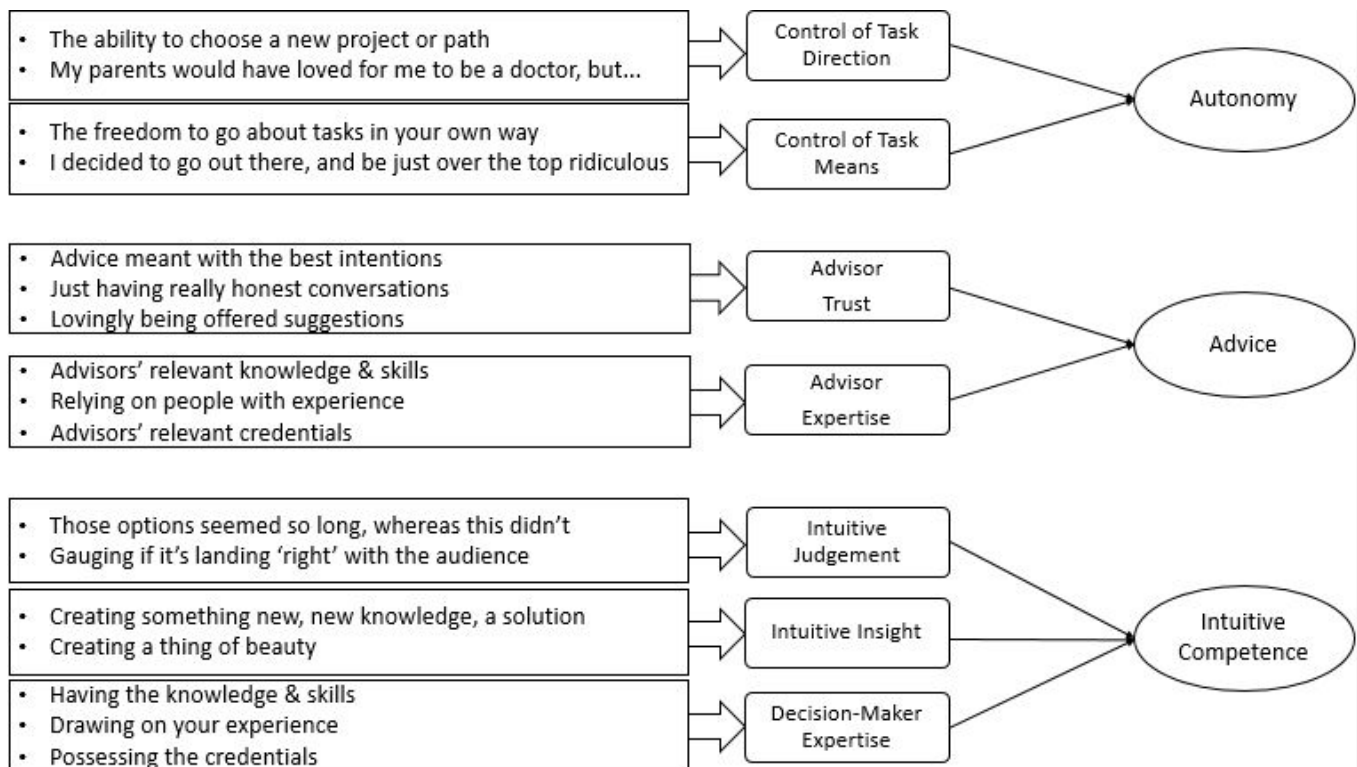 • The ability to choose a new project or path
• My parents would have loved for me to be a doctor, but...
Control of Task
Direction
• The freedom to go about tasks in your own way
• I decided to go out there, and be just over the top ridiculous
Control of Task
Means
Autonomy
• Advice meant with the best intentions
• Just having really honest conversations
• Lovingly being offered suggestions
Advisor
Trust
• Advisors’ relevant knowledge & skills
• Relying on people with experience
• Advisors’ relevant credentials
Advisor
Expertise
Advice
• Those options seemed so long, whereas this didn’t
• Gauging if it’s landing ‘right’ with the audience
Intuitive
Judgement
• Creating something new, new knowledge, a solution
• Creating a thing of beauty
Intuitive Insight
• Having the knowledge & skills
• Drawing on your experience
• Possessing the credentials
Decision-Maker
Expertise
Intuitive
Competence